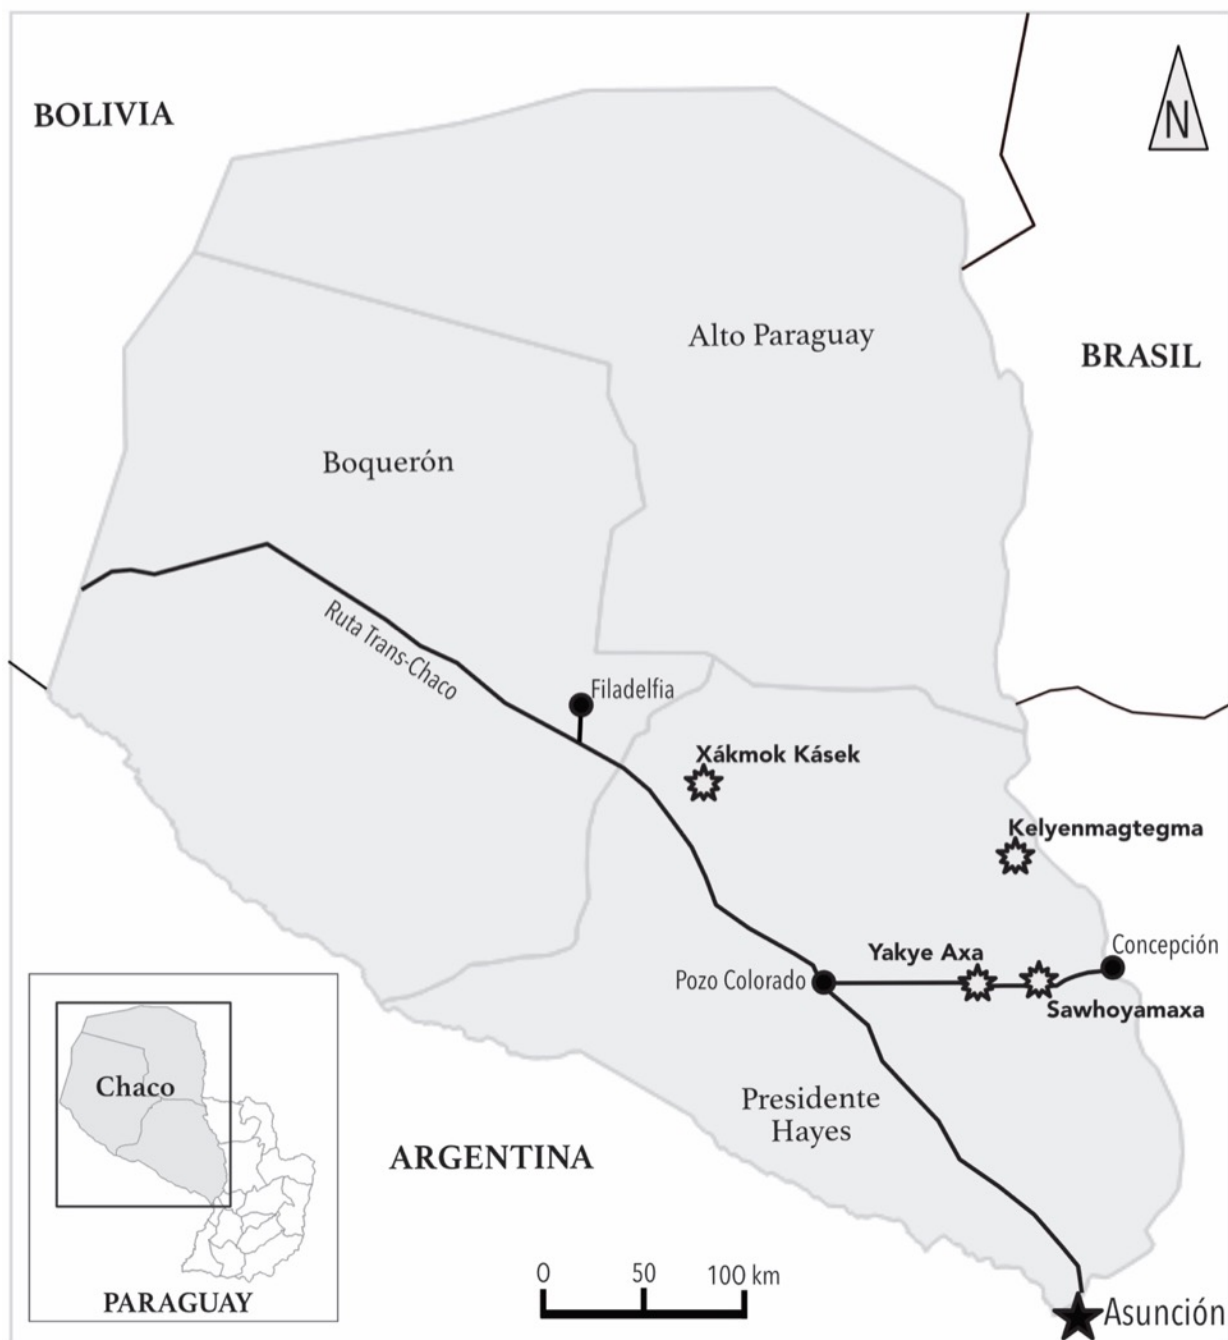 BOLIVIA
N
Alto Paraguay
BRASIL
Boquerón
Ruta Trans-Chaco
Filadelfia
Xákmok Kásek
Kelyenmagtegma
Yakye Axa
Concepción
Pozo Colorado
Sawhoyamaxa
Chaco
Presidente
Hayes
ARGENTINA
0 50 100 km
PARAGUAY
Asunción